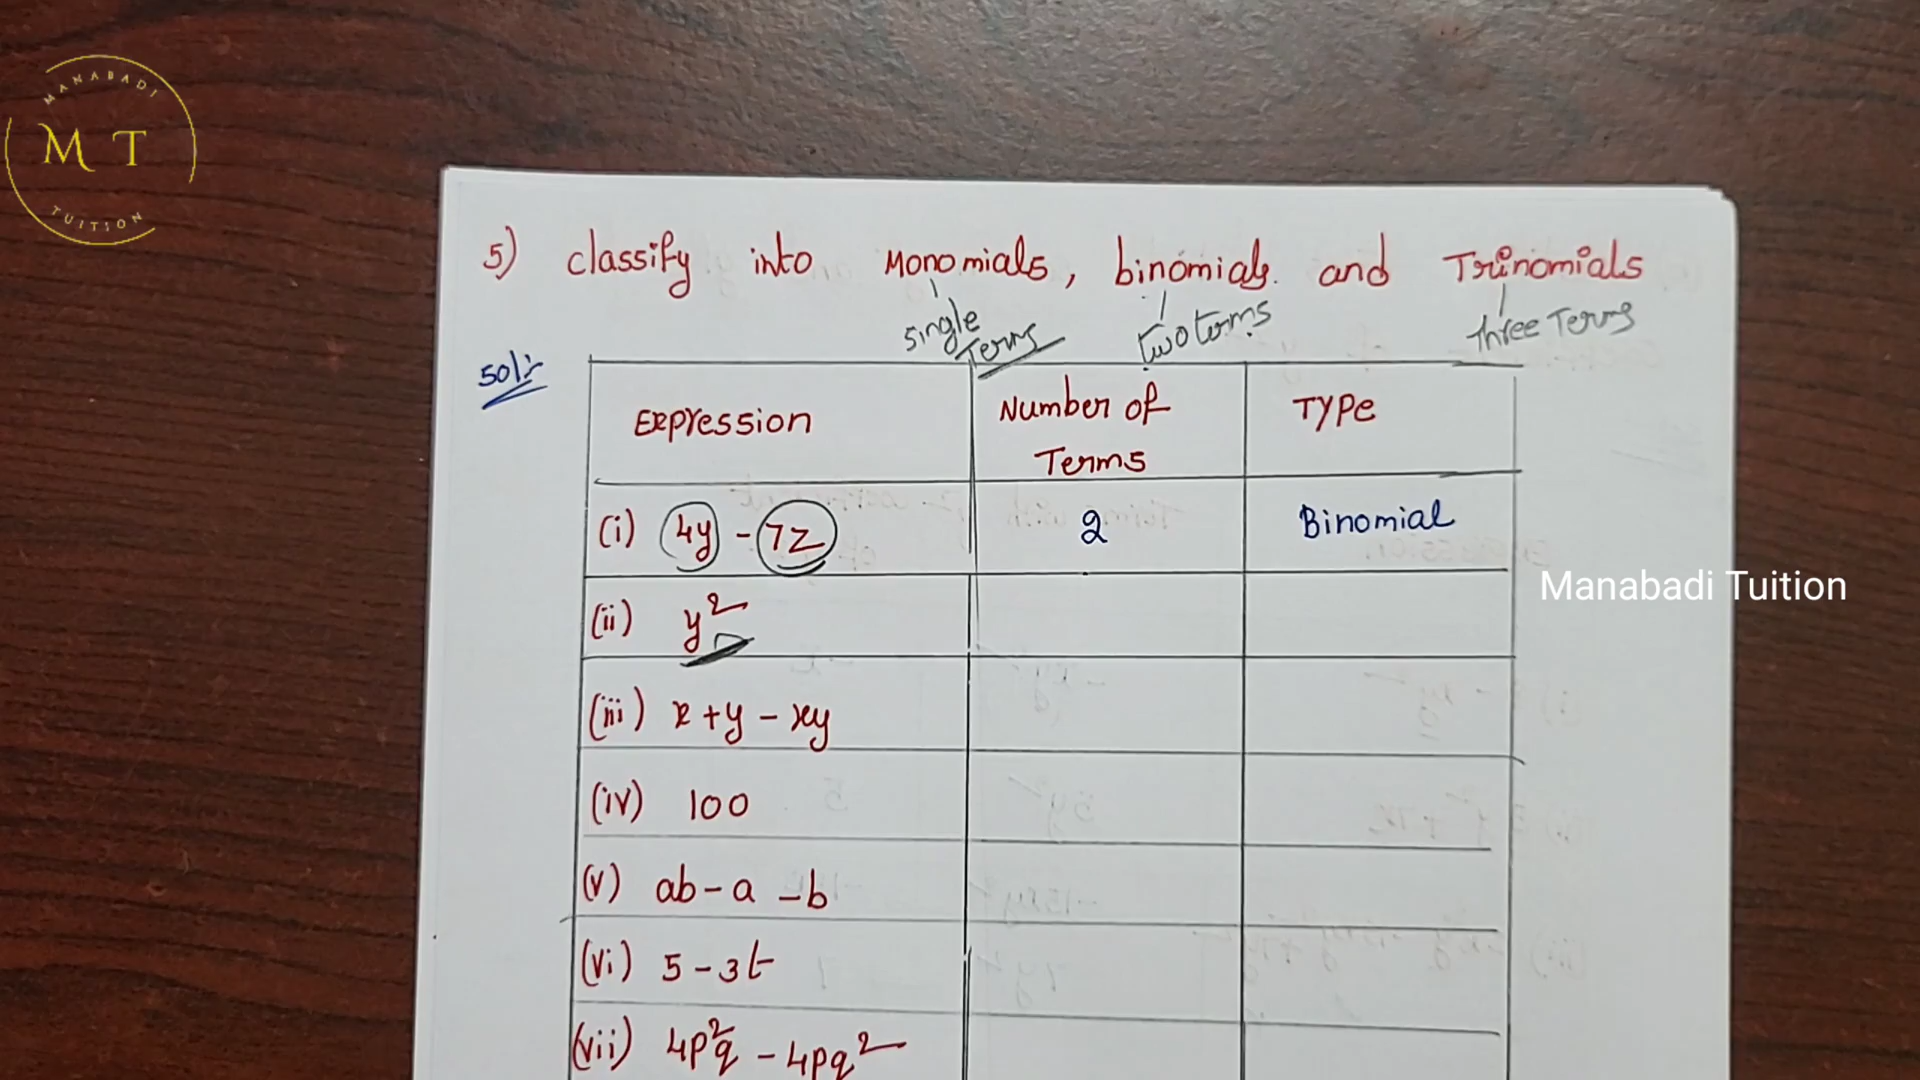 MANABADI
MT
TUITION
5) classify into Monomials, binomials. and Trinomials
single Terms
two terms
three Terms
Sol:-
Expression
Number of Terms
Type
(i) 4y - 7z
2
Binomial
Manabadi Tuition
(ii) y²
(iii) x + y - xy
(iv) 100
(v) ab - a - b
(vi) 5 - 3t
(vii) 4p²q - 4pq²